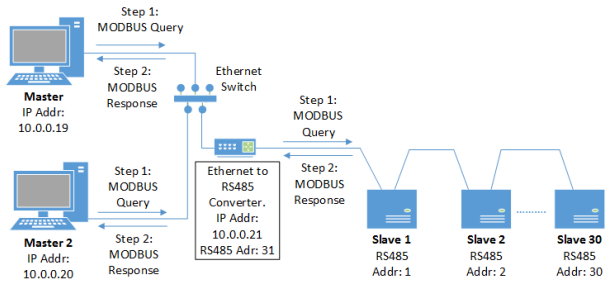 Step 1:
MODBUS Query
Step 2:
MODBUS
Response
Master
IP Addr:
10.0.0.19
Ethernet
Switch
Step 1:
MODBUS
Query
Step 2:
MODBUS
Response
Ethernet to
RS485
Converter.
IP Addr:
10.0.0.21
RS485 Adr: 31
Step 1:
MODBUS
Query
Step 2:
MODBUS
Response
Master 2
IP Addr:
10.0.0.20
Slave 1
RS485
Addr: 1
Slave 2
RS485
Addr: 2
..........
Slave 30
RS485
Addr: 30